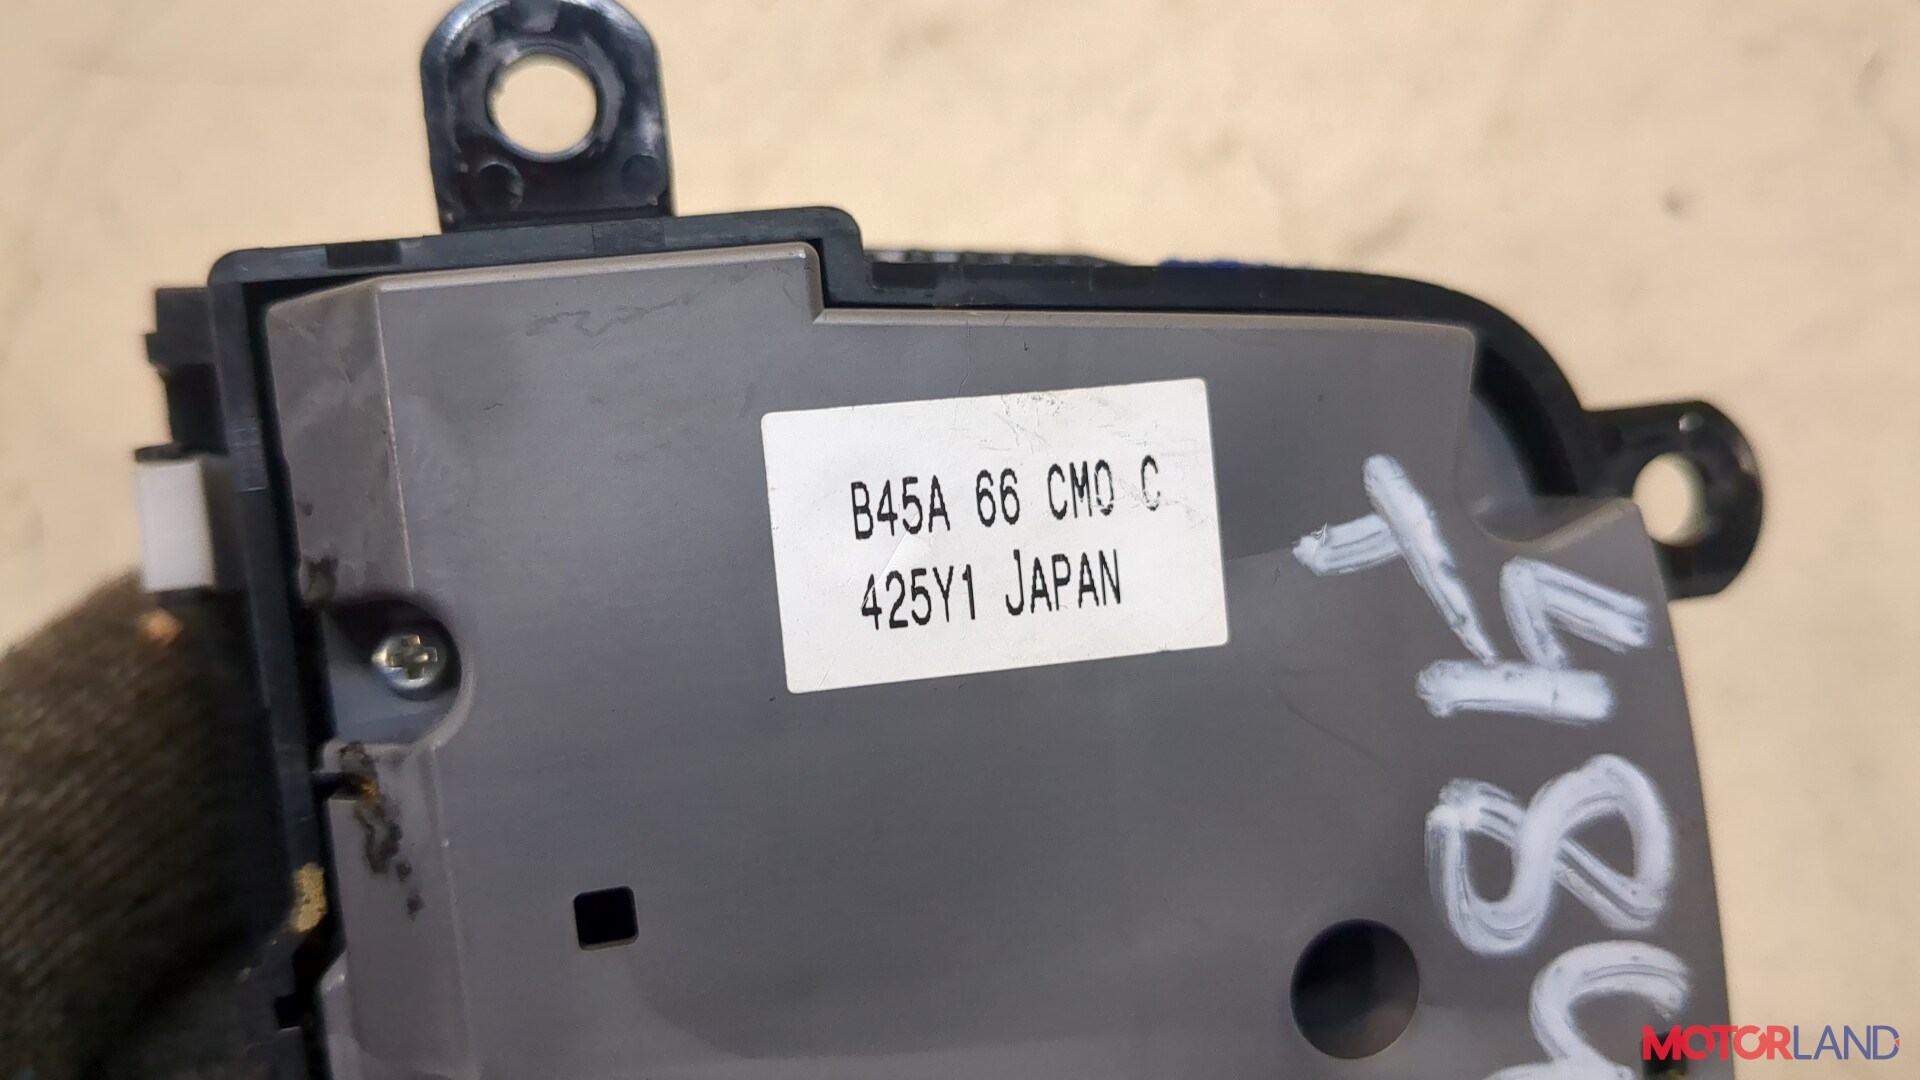 B45A 66 CM0 C
425Y1 JAPAN
MOTORLAND